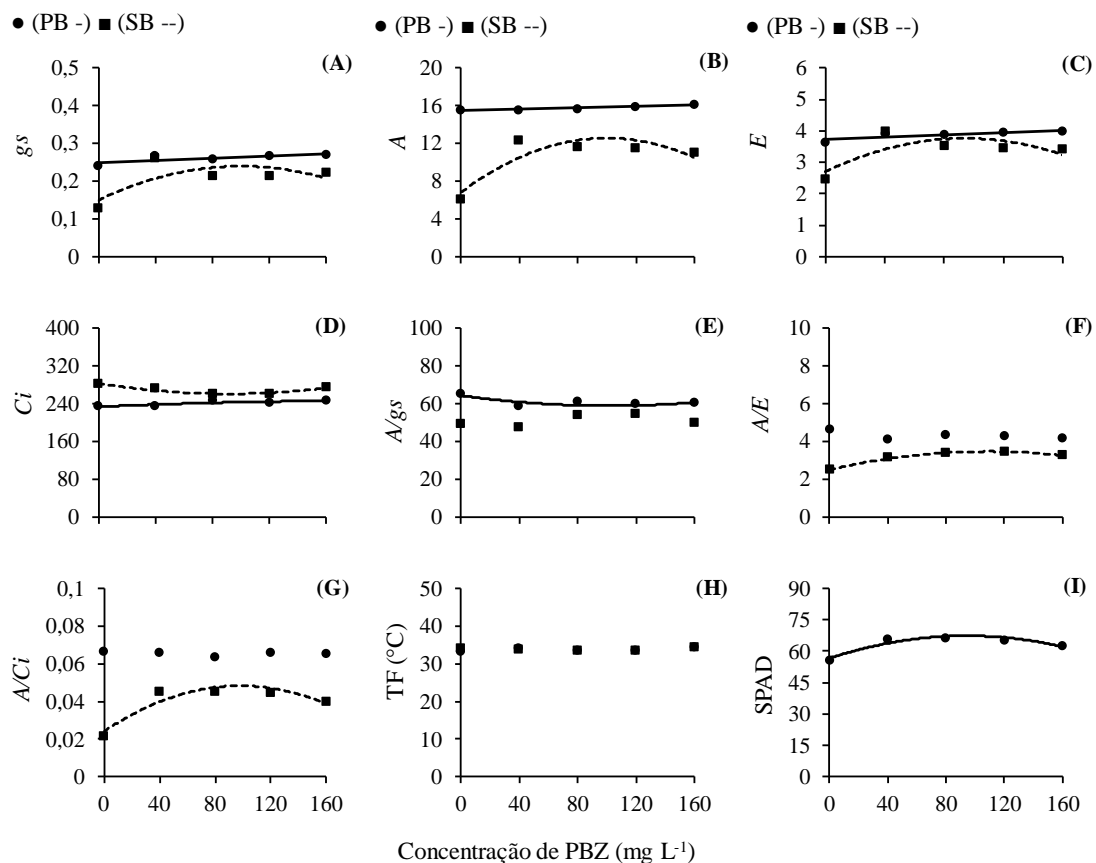 ● (PB -) ■ (SB --) ● (PB -) ■ (SB --) ● (PB -) ■ (SB --)
0,5
0,4
0,3
0,2
0,1
0
gs
(A)
20
16
12
8
4
0
A
(B)
6
5
4
3
2
1
0
E
(C)
400
320
240
160
80
0
Ci
(D)
100
80
60
40
20
0
A/gs
(E)
10
8
6
4
2
0
A/E
(F)
0,1
0,08
0,06
0,04
0,02
0
A/Ci
(G)
0 40 80 120 160
50
40
30
20
10
0
TF (°C)
(H)
0 40 80 120 160
90
75
60
45
30
15
0
SPAD
(I)
0 40 80 120 160
Concentração de PBZ (mg L⁻¹)